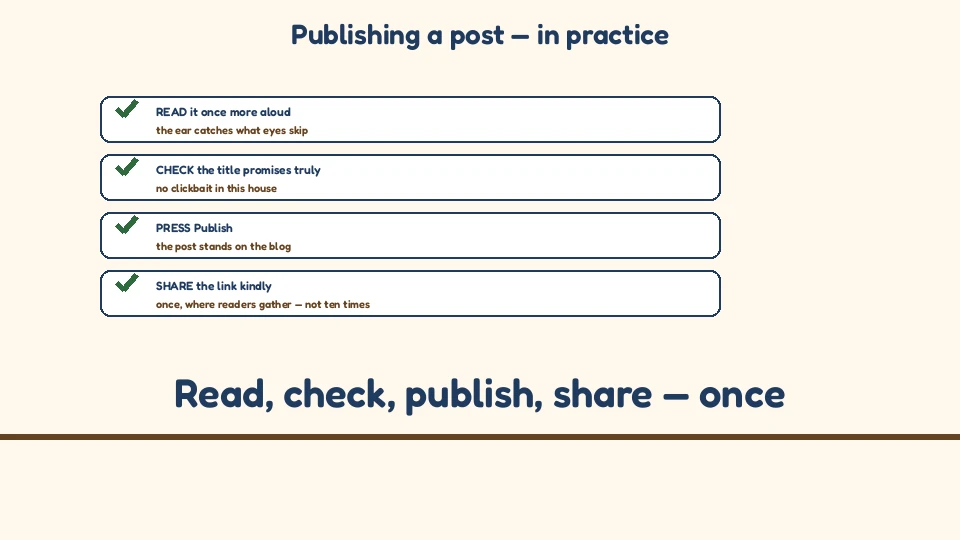 Publishing a post — in practice
READ it once more aloud
the ear catches what eyes skip
CHECK the title promises truly
no clickbait in this house
PRESS Publish
the post stands on the blog
SHARE the link kindly
once, where readers gather — not ten times
Read, check, publish, share — once